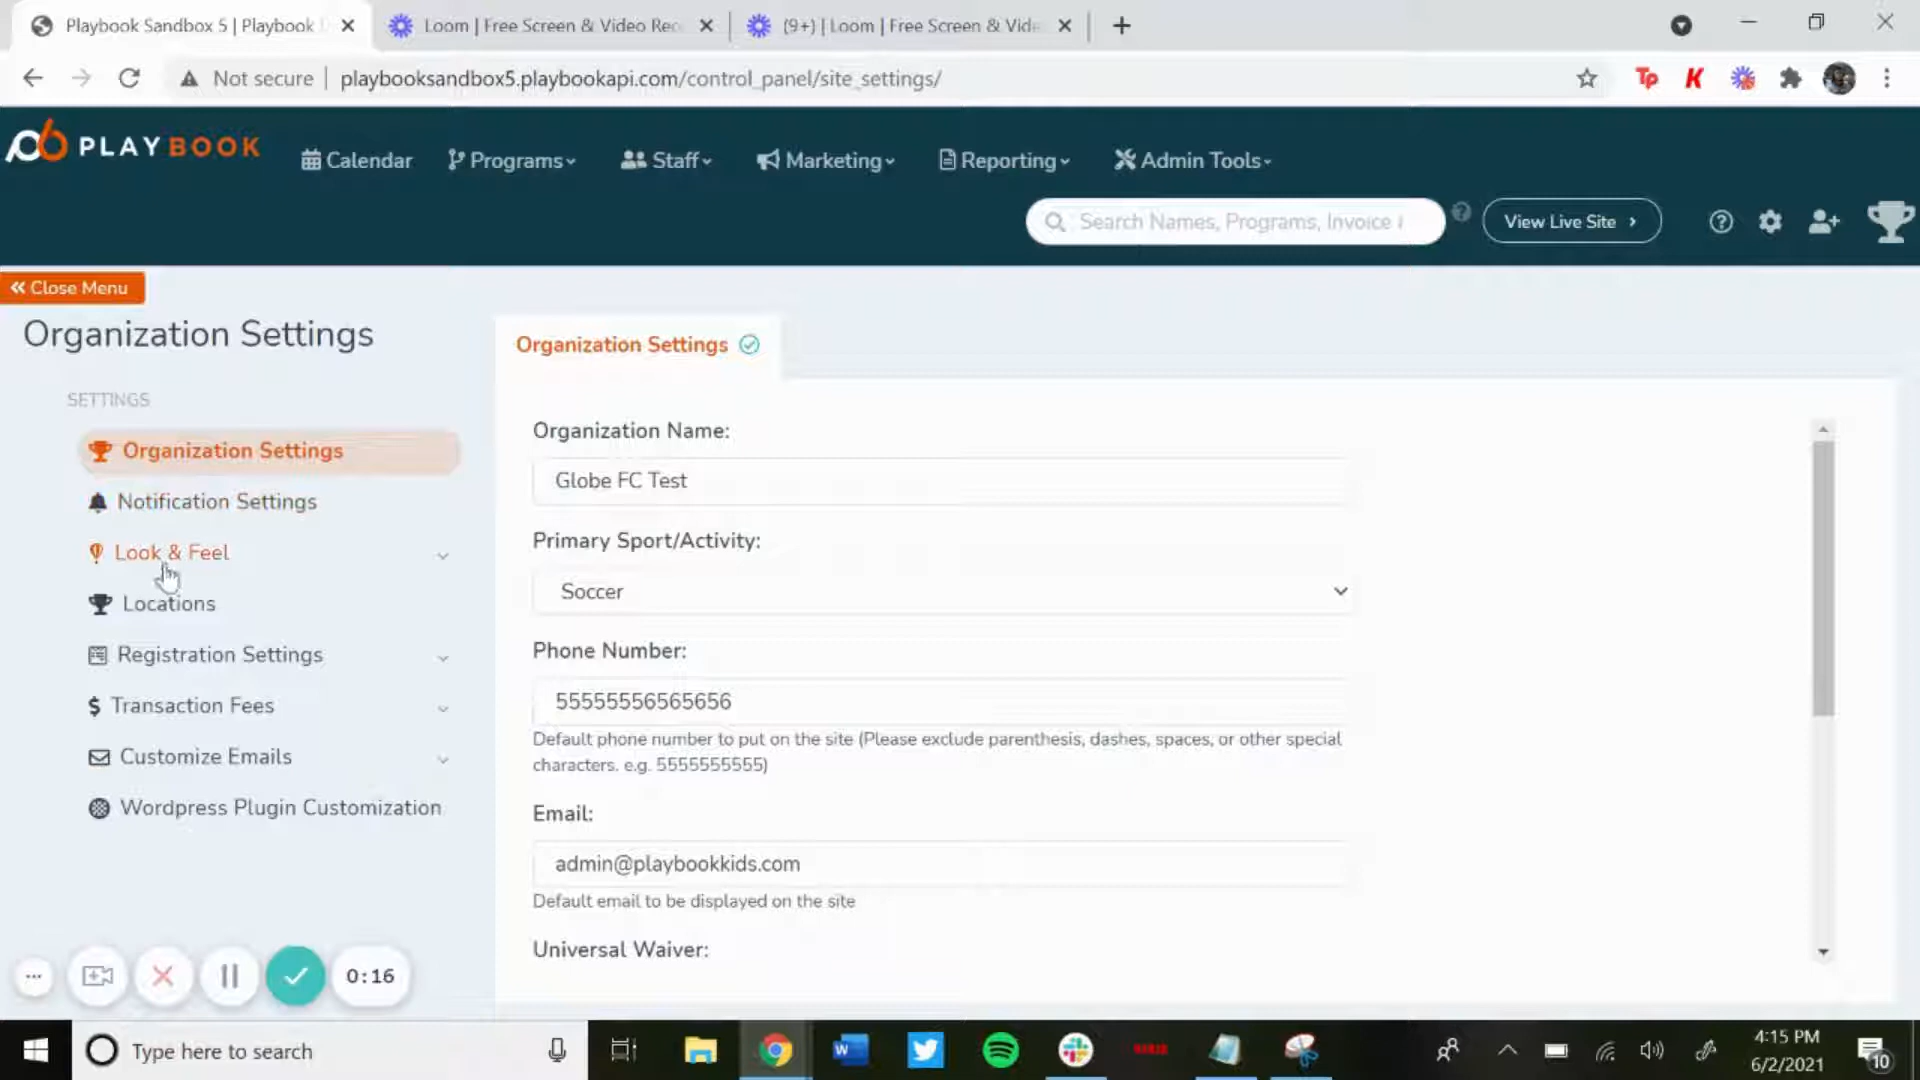 Playbook Sandbox 5 | Playbook
Loom | Free Screen & Video Rec
(9+) | Loom | Free Screen & Vide
Not secure
playbooksandbox5.playbookapi.com/control_panel/site_settings/
Tp
K
PLAYBOOK
Calendar
Programs
Staff
Marketing
Reporting
Admin Tools
Search Names, Programs, Invoice
View Live Site
« Close Menu
Organization Settings
SETTINGS
Organization Settings
Notification Settings
Look & Feel
Locations
Registration Settings
$ Transaction Fees
Customize Emails
Wordpress Plugin Customization
Organization Settings
Organization Name:
Globe FC Test
Primary Sport/Activity:
Soccer
Phone Number:
55555556565656
Default phone number to put on the site (Please exclude parenthesis, dashes, spaces, or other special
characters. e.g. 5555555555)
Email:
admin@playbookkids.com
Default email to be displayed on the site
Universal Waiver:
0:16
Type here to search
4:15 PM
6/2/2021
10